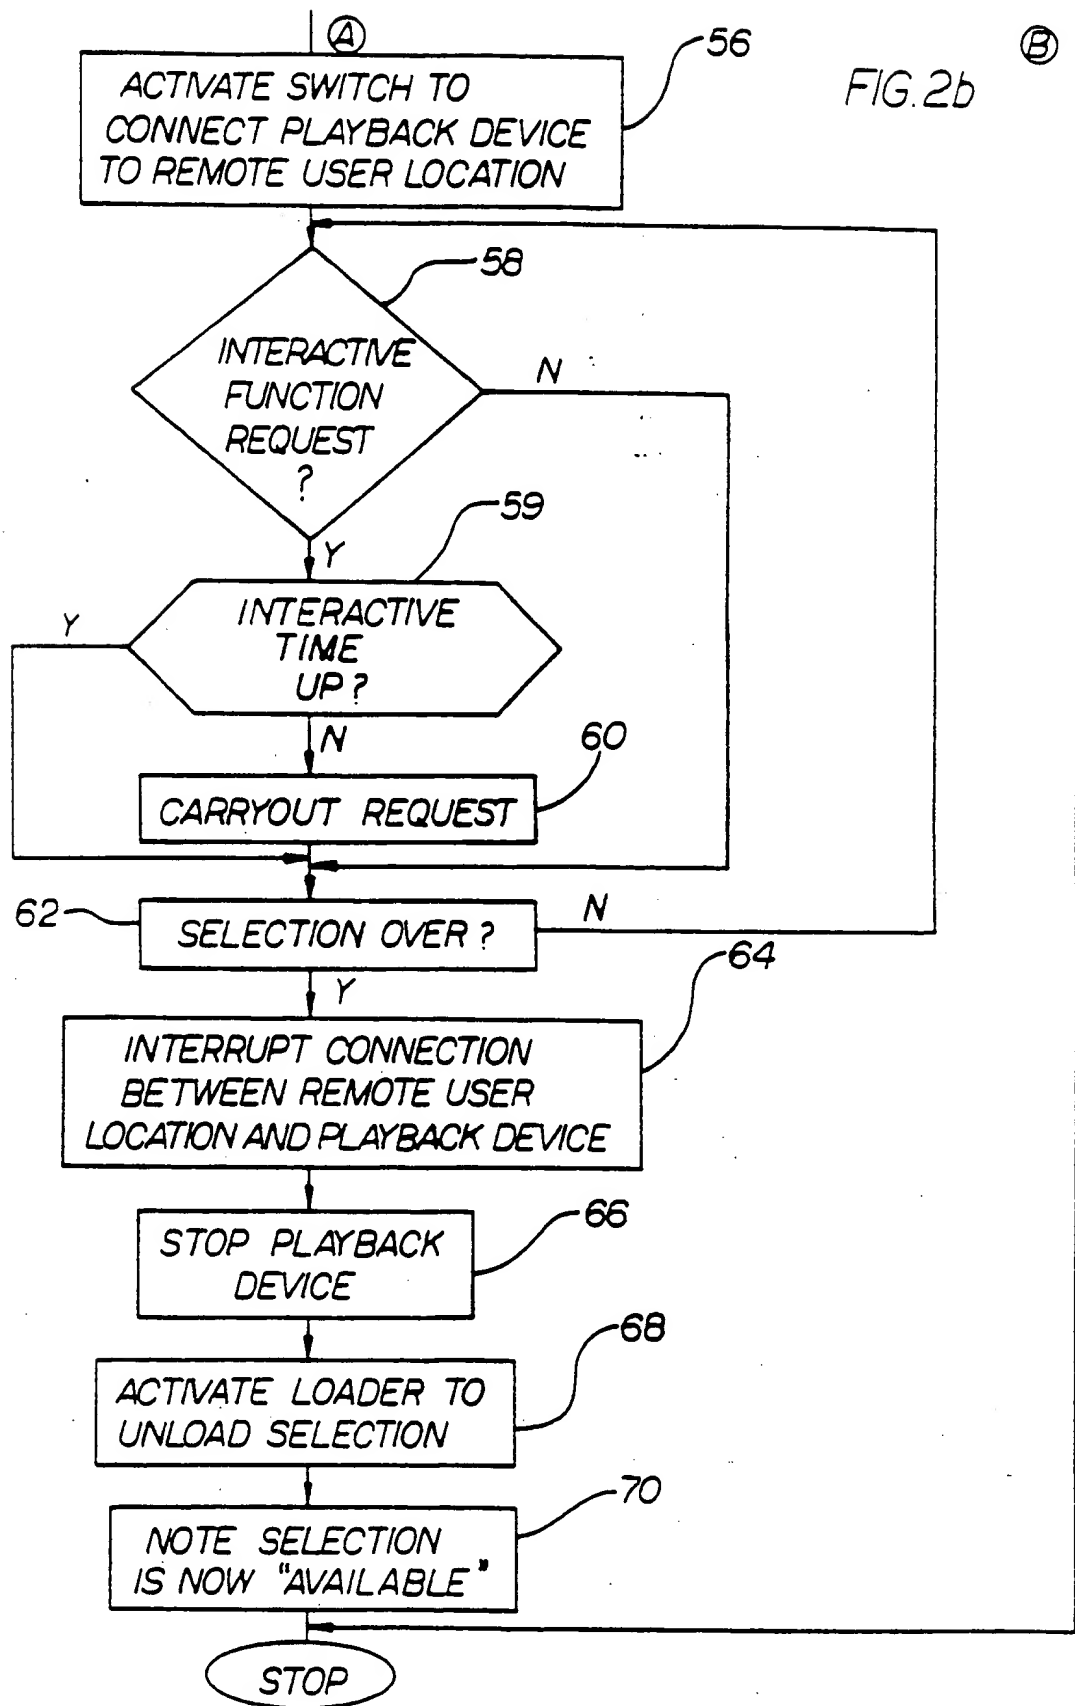 Ⓐ
Ⓑ
56
FIG. 2b
ACTIVATE SWITCH TO
CONNECT PLAYBACK DEVICE
TO REMOTE USER LOCATION
58
INTERACTIVE
FUNCTION
REQUEST
?
N
Y
59
INTERACTIVE
TIME
UP?
Y
N
60
CARRYOUT REQUEST
62
SELECTION OVER?
N
Y
64
INTERRUPT CONNECTION
BETWEEN REMOTE USER
LOCATION AND PLAYBACK DEVICE
66
STOP PLAYBACK
DEVICE
68
ACTIVATE LOADER TO
UNLOAD SELECTION
70
NOTE SELECTION
IS NOW "AVAILABLE"
STOP